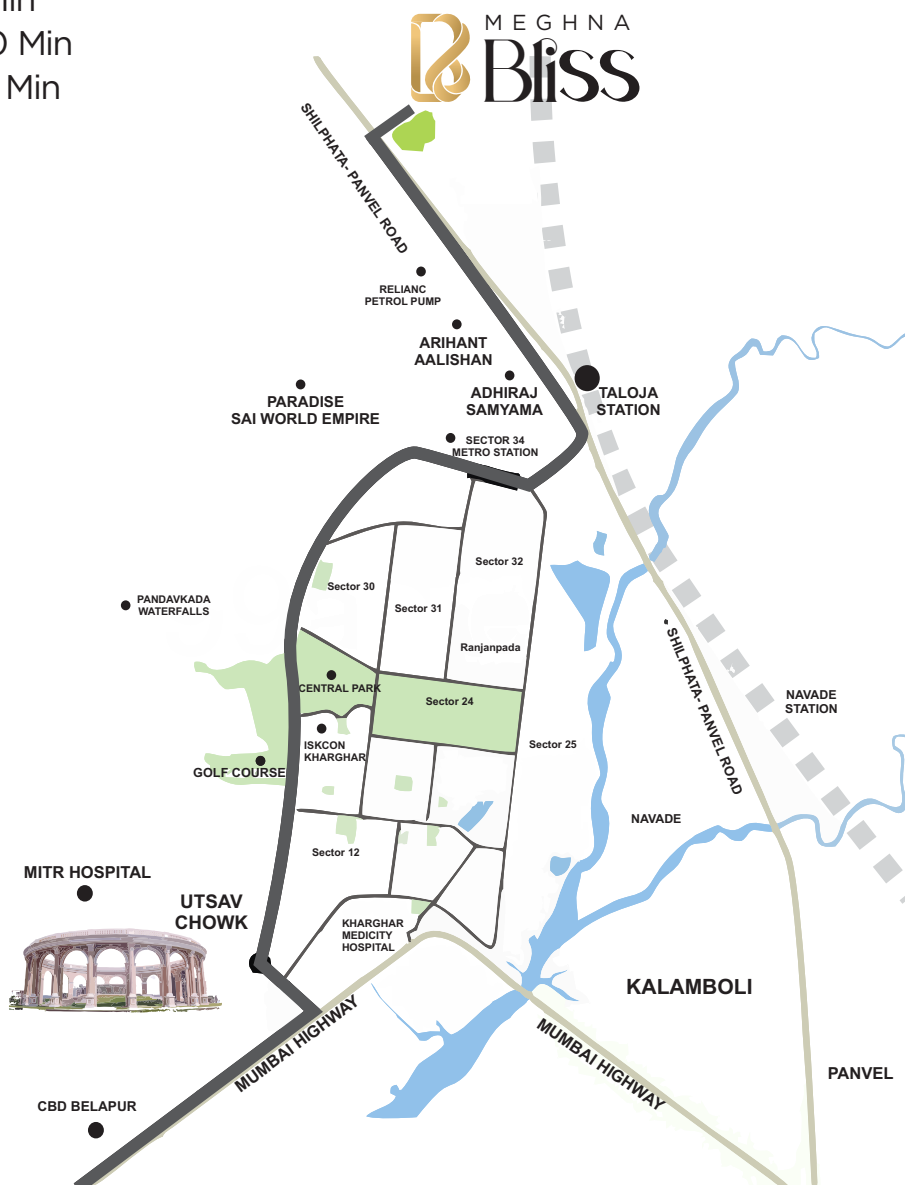 Min
0 Min
Min
MEGHNA
Bliss
SHILPHATA- PANVEL ROAD
RELIANC
PETROL PUMP
ARIHANT
AALISHAN
ADHIRAJ
SAMYAMA
TALOJA
STATION
PARADISE
SAI WORLD EMPIRE
SECTOR 34
METRO STATION
Sector 32
Sector 30
Sector 31
PANDAVKADA
WATERFALLS
Ranjanpada
SHILPHATA- PANVEL ROAD
CENTRAL PARK
Sector 24
NAVADE
STATION
ISKCON
KHARGHAR
Sector 25
GOLF COURSE
NAVADE
Sector 12
MITR HOSPITAL
UTSAV
CHOWK
KHARGHAR
MEDICITY
HOSPITAL
KALAMBOLI
MUMBAI HIGHWAY
MUMBAI HIGHWAY
PANVEL
CBD BELAPUR